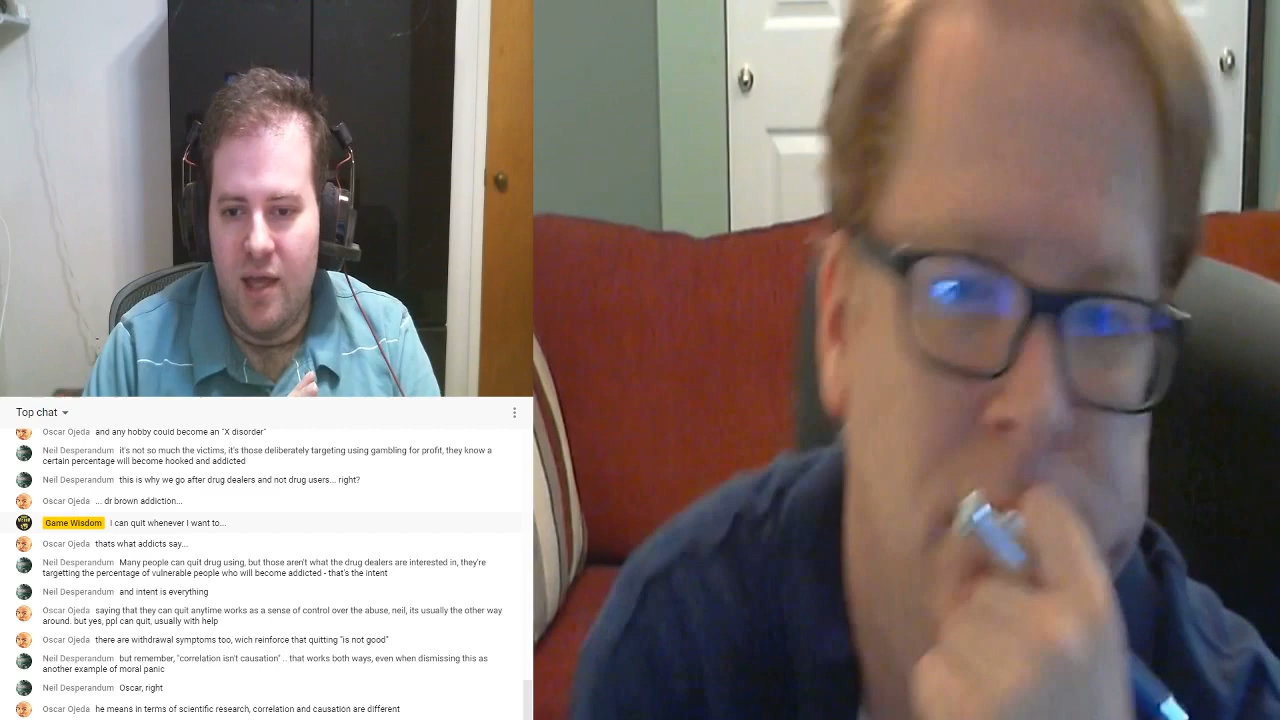 Top chat
Oscar Ojeda and any hobby could become an "X disorder"
Neil Desperandum it's not so much the victims, it's those deliberately targeting using gambling for profit, they know a
certain percentage will become hooked and addicted
Neil Desperandum this is why we go after drug dealers and not drug users... right?
Oscar Ojeda ... dr brown addiction...
Game Wisdom I can quit whenever I want to...
Oscar Ojeda thats what addicts say...
Neil Desperandum Many people can quit drug using, but those aren't what the drug dealers are interested in, they're
targetting the percentage of vulnerable people who will become addicted - that's the intent
Neil Desperandum and intent is everything
Oscar Ojeda saying that they can quit anytime works as a sense of control over the abuse, neil, its usually the other way
around. but yes, ppl can quit, usually with help
Oscar Ojeda there are withdrawal symptoms too, wich reinforce that quitting "is not good"
Neil Desperandum but remember, "correlation isn't causation" .. that works both ways, even when dismissing this as
another example of moral panic
Neil Desperandum Oscar, right
Oscar Ojeda he means in terms of scientific research, correlation and causation are different